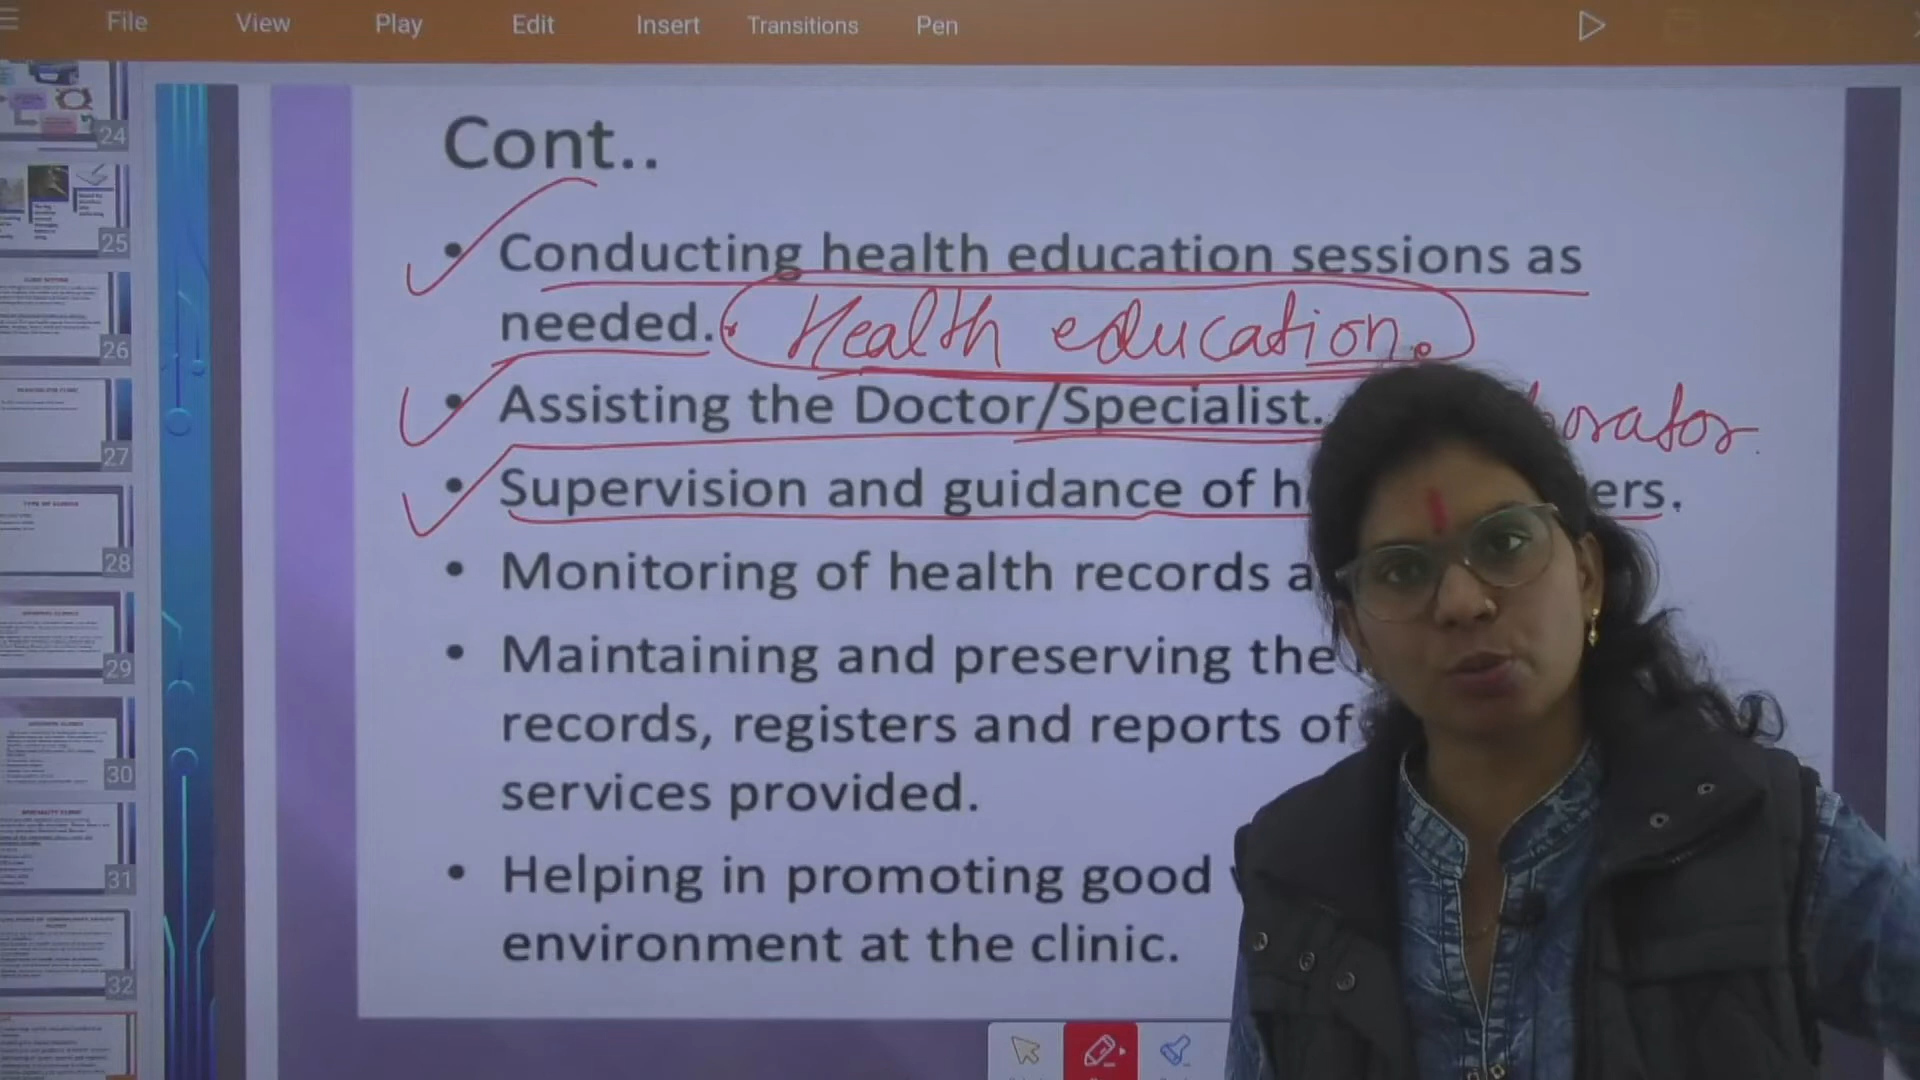 File View Play Edit Insert Transitions Pen
24
25
26
27
28
29
30
31
32
Cont..
• Conducting health education sessions as
needed. Health education.
• Assisting the Doctor/Specialist.
• Supervision and guidance of
• Monitoring of health records
• Maintaining and preserving the
records, registers and reports of
services provided.
• Helping in promoting good
environment at the clinic.